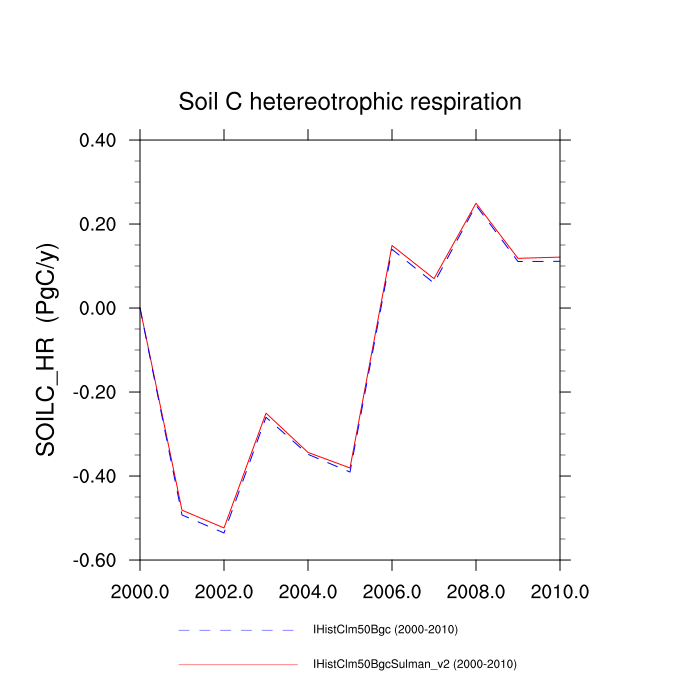 Soil C hetereotrophic respiration
SOILC_HR (PgC/y)
0.40
0.20
0.00
-0.20
-0.40
-0.60
2000.0 2002.0 2004.0 2006.0 2008.0 2010.0
IHistClm50Bgc (2000-2010)
IHistClm50BgcSulman_v2 (2000-2010)